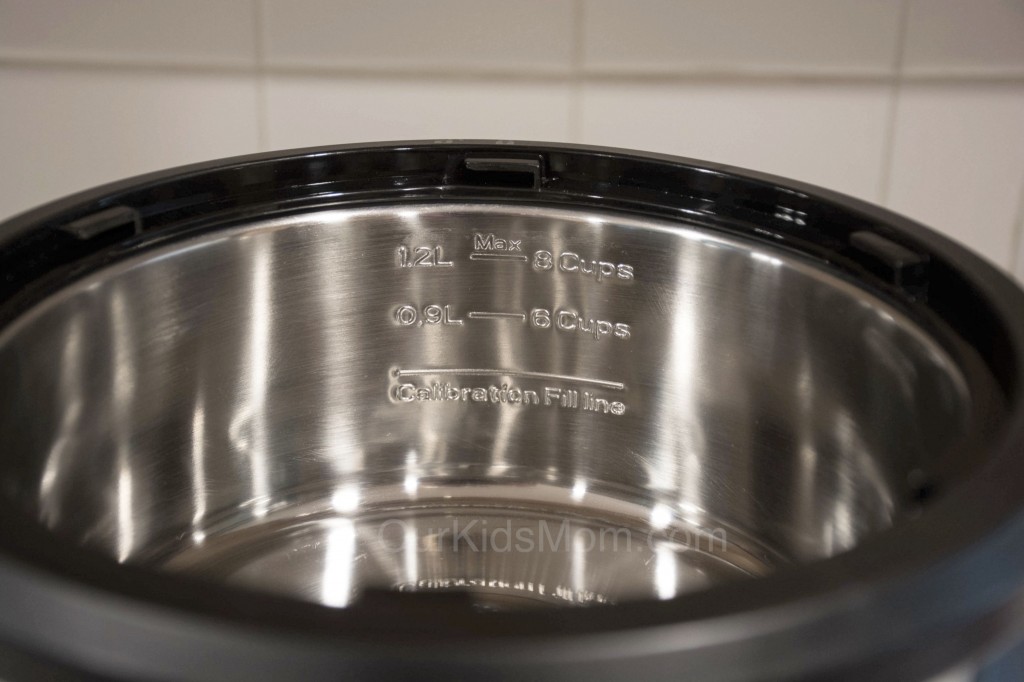 1.2L Max 8 Cups
0.9L 6 Cups
Calibration Fill line
OurKidsMom.com